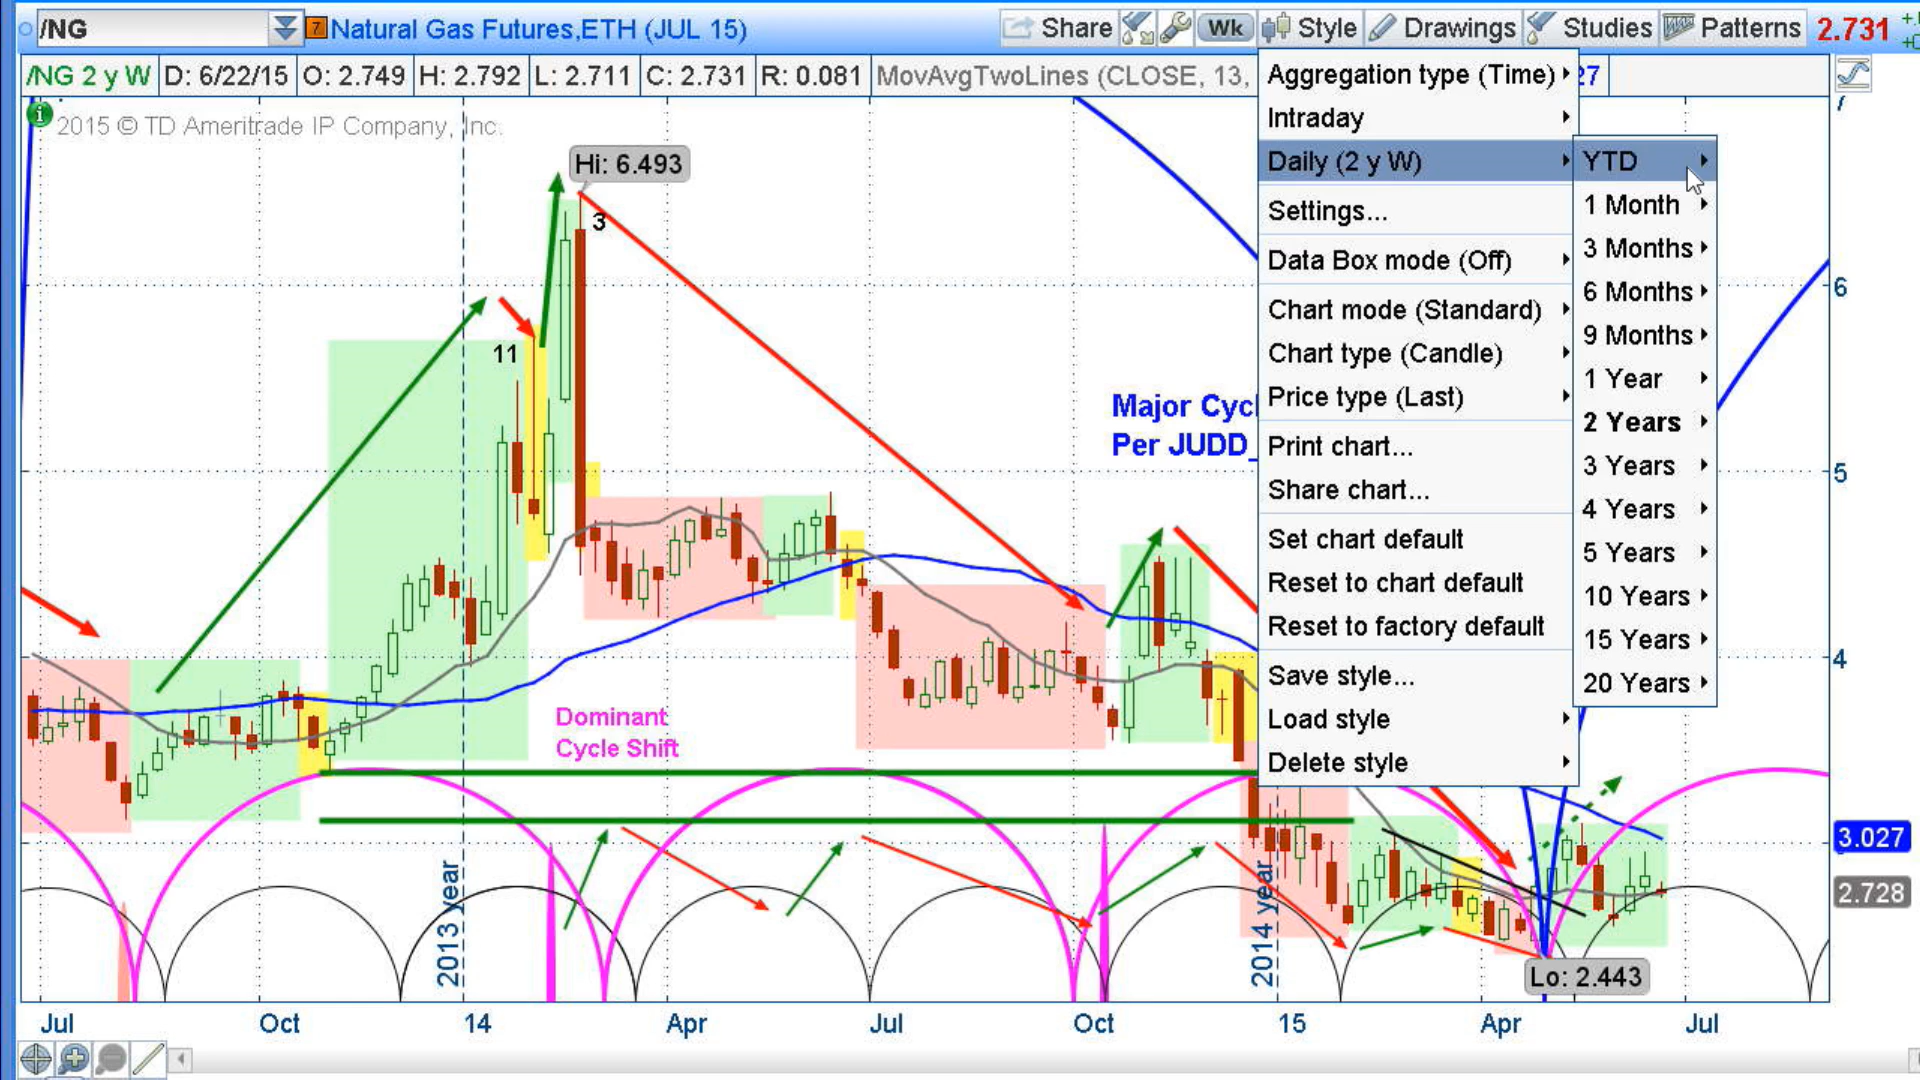 /NG
7 Natural Gas Futures,ETH (JUL 15)
Share
Wk
Style
Drawings
Studies
Patterns
2.731
/NG 2 y W
D: 6/22/15
O: 2.749
H: 2.792
L: 2.711
C: 2.731
R: 0.081
MovAvgTwoLines (CLOSE, 13,
27
2015 © TD Ameritrade IP Company, Inc.
Aggregation type (Time)
Intraday
Daily (2 y W)
Settings...
Data Box mode (Off)
Chart mode (Standard)
Chart type (Candle)
Price type (Last)
Print chart...
Share chart...
Set chart default
Reset to chart default
Reset to factory default
Save style...
Load style
Delete style
YTD
1 Month
3 Months
6 Months
9 Months
1 Year
2 Years
3 Years
4 Years
5 Years
10 Years
15 Years
20 Years
Hi: 6.493
3
11
Major Cycl
Per JUDD_
Dominant
Cycle Shift
2013 year
2014 year
Lo: 2.443
7
6
5
4
3.027
2.728
Jul
Oct
14
Apr
Jul
Oct
15
Apr
Jul